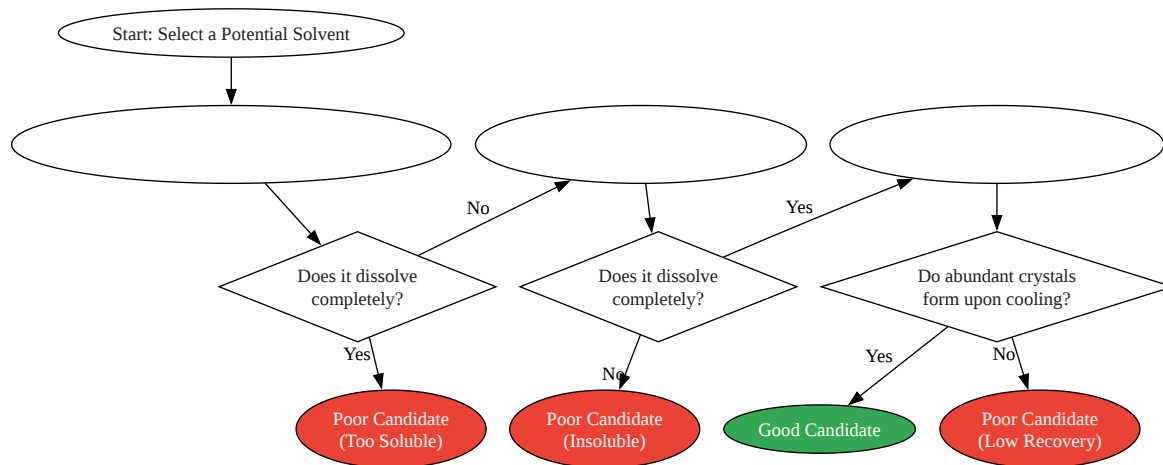 Start: Select a Potential Solvent
No
Yes
Does it dissolve
completely?
Does it dissolve
completely?
Do abundant crystals
form upon cooling?
Yes
No
Yes
No
Poor Candidate
(Too Soluble)
Poor Candidate
(Insoluble)
Good Candidate
Poor Candidate
(Low Recovery)